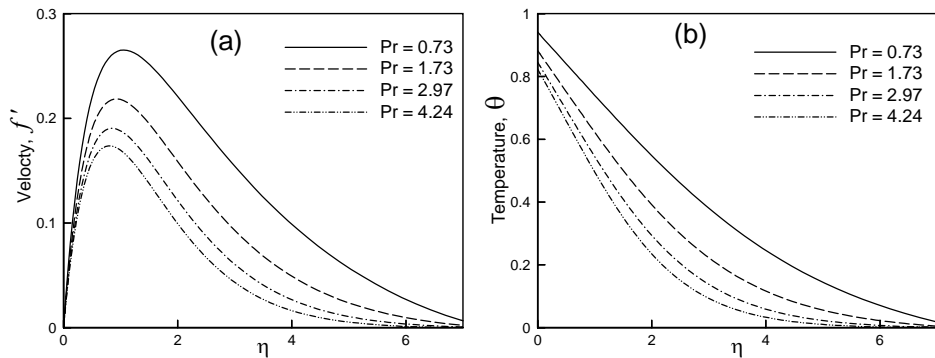 (a)
Pr = 0.73
Pr = 1.73
Pr = 2.97
Pr = 4.24
Velocty, f'
0.3
0.2
0.1
0
0
2
4
6
η
(b)
Pr = 0.73
Pr = 1.73
Pr = 2.97
Pr = 4.24
Temperature, θ
1
0.8
0.6
0.4
0.2
0
0
2
4
6
η